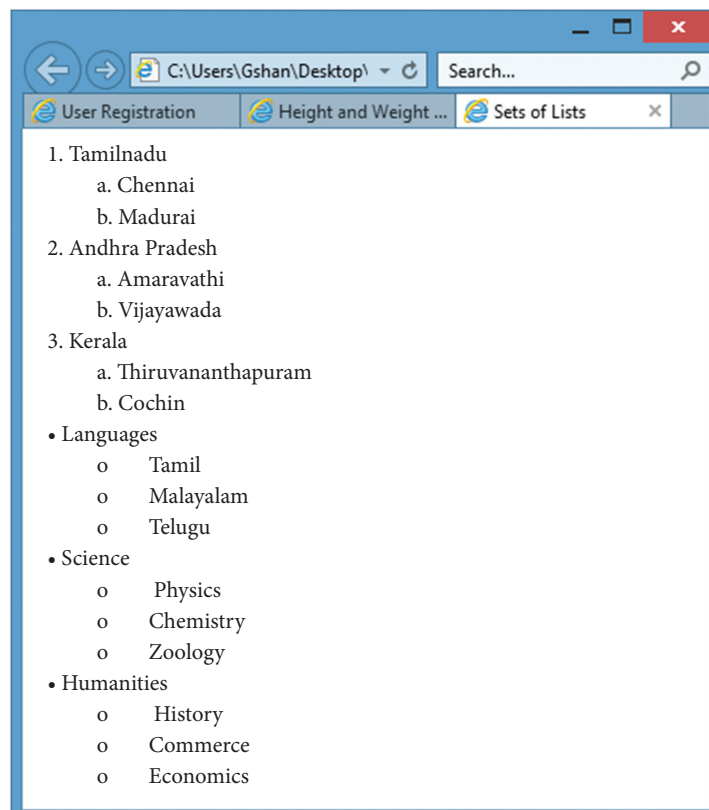 C:\Users\Gshan\Desktop\
Search...
User Registration
Height and Weight ...
Sets of Lists
1. Tamilnadu
a. Chennai
b. Madurai
2. Andhra Pradesh
a. Amaravathi
b. Vijayawada
3. Kerala
a. Thiruvananthapuram
b. Cochin
• Languages
o Tamil
o Malayalam
o Telugu
• Science
o Physics
o Chemistry
o Zoology
• Humanities
o History
o Commerce
o Economics